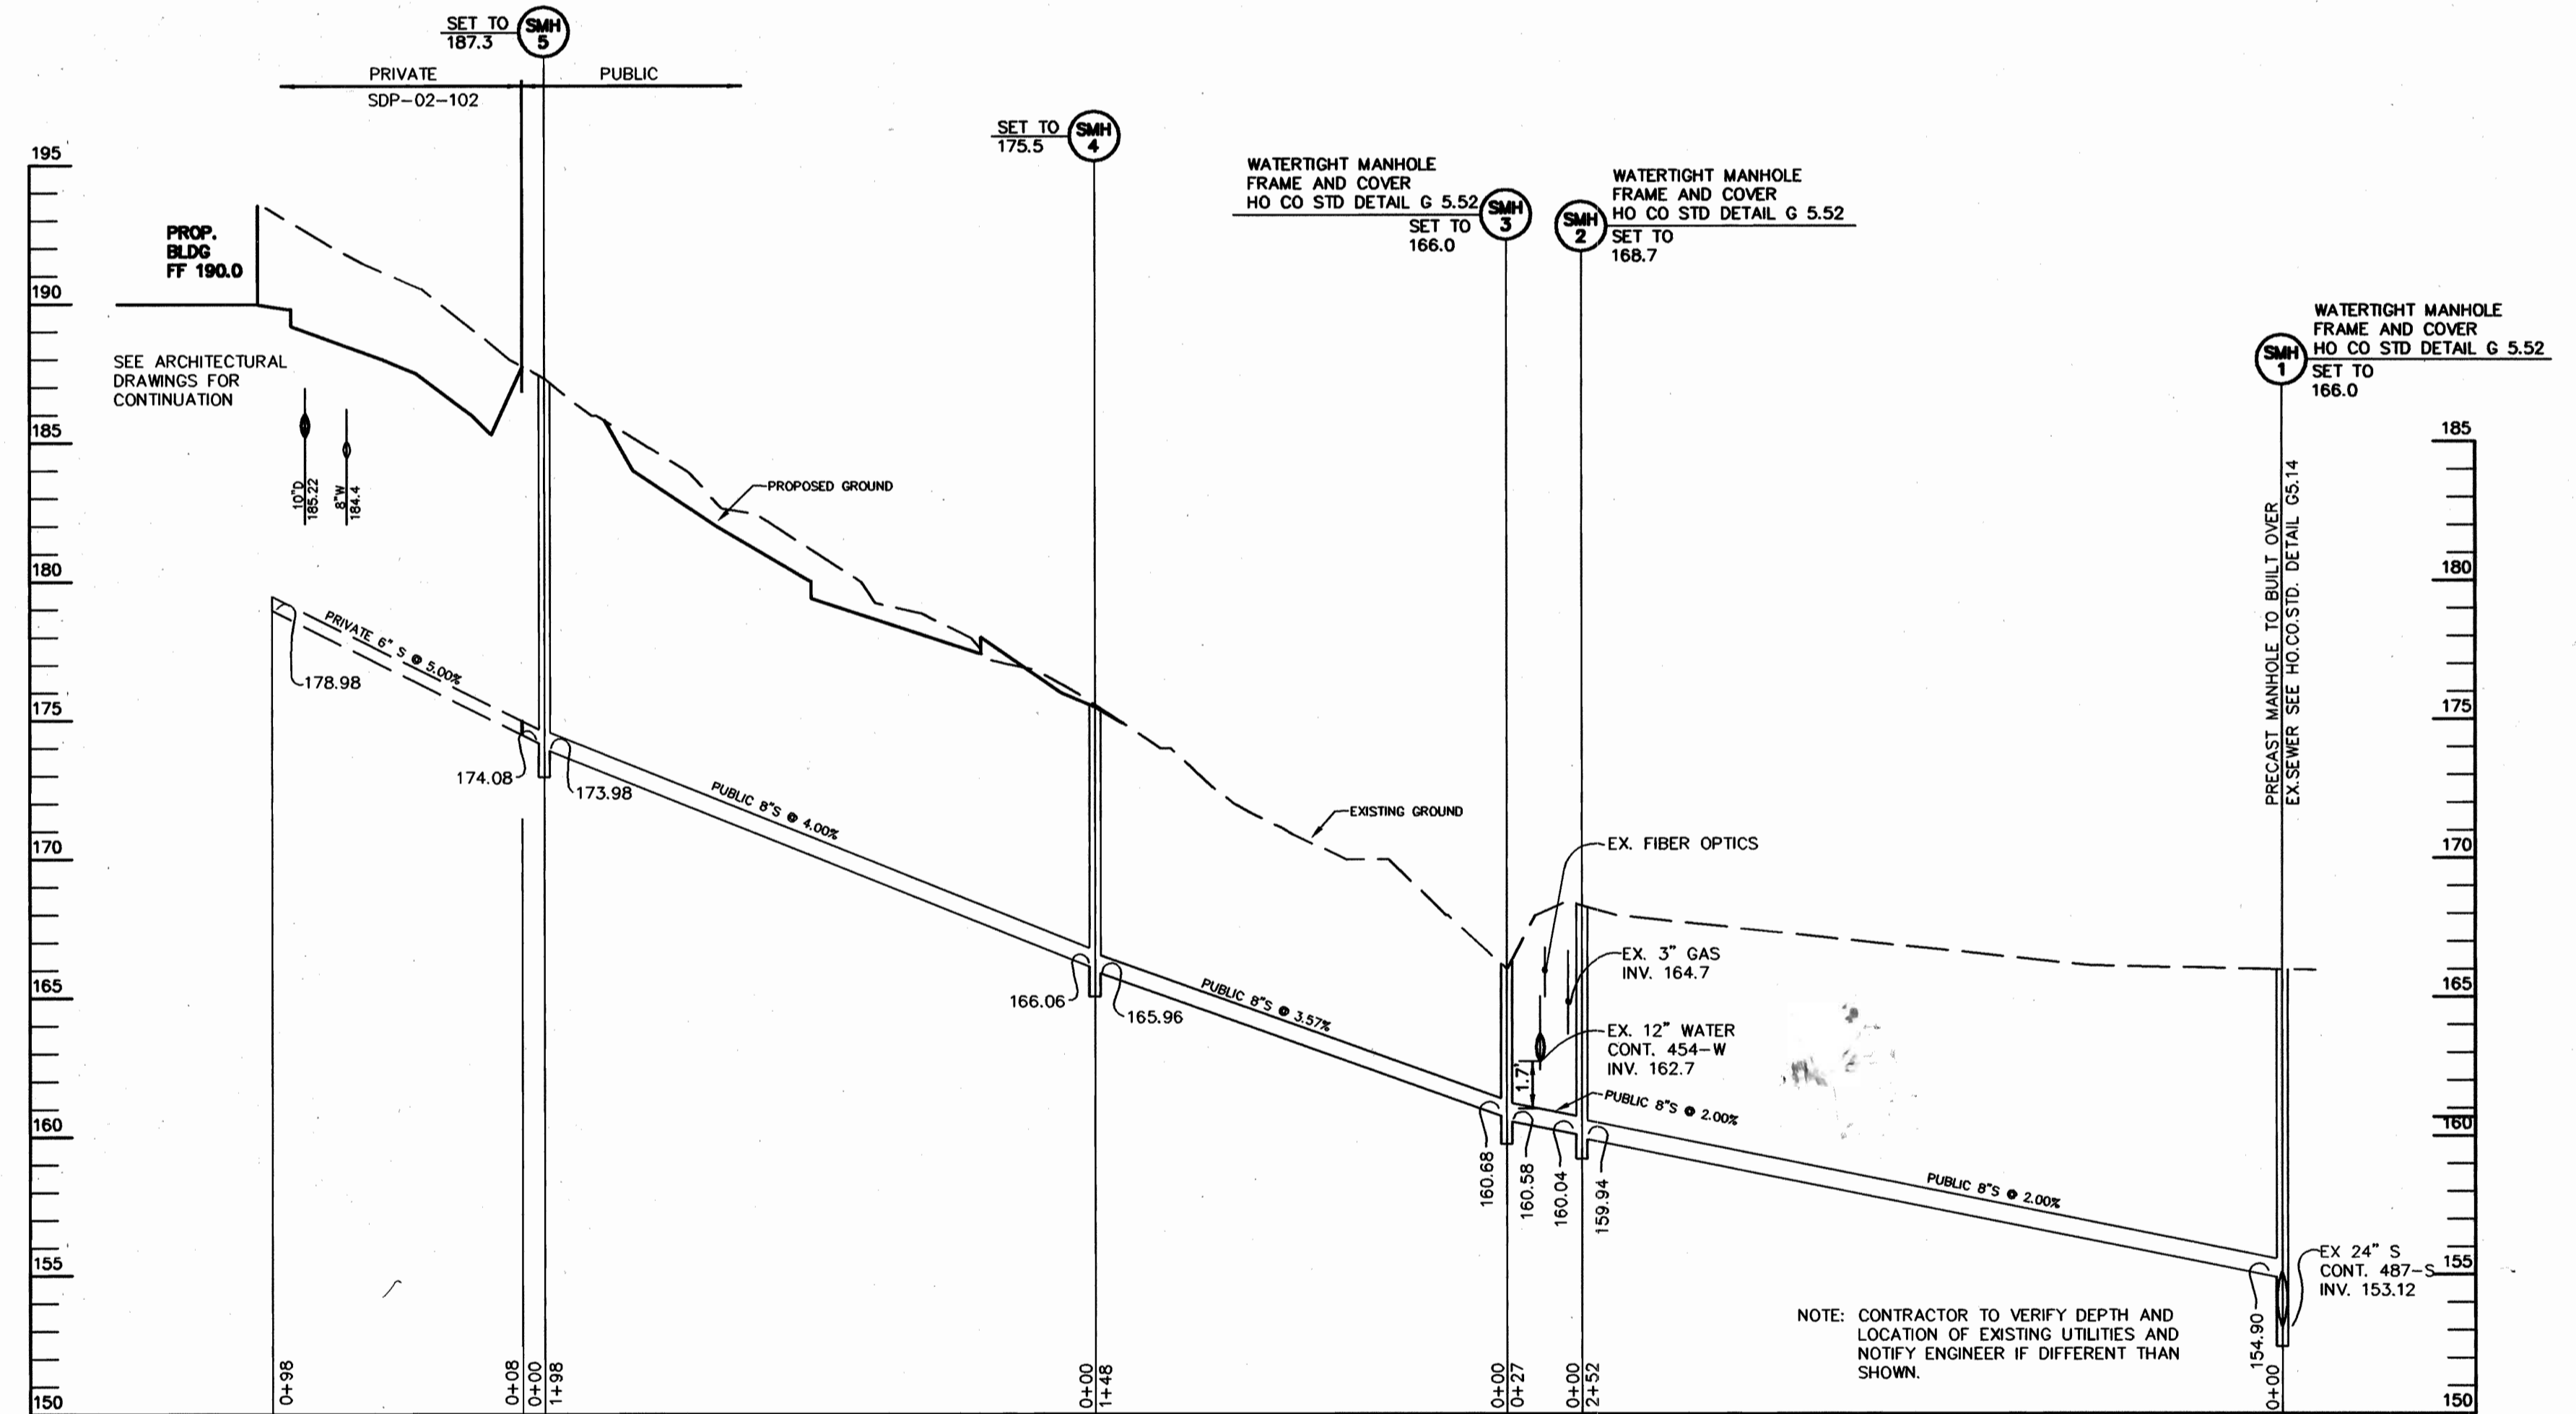 SET TO
187.3
SMH
5
PRIVATE
PUBLIC
SDP-02-102
SET TO
175.5
SMH
4
WATERTIGHT MANHOLE
FRAME AND COVER
HO CO STD DETAIL G 5.52
SET TO
166.0
SMH
3
SMH
2
WATERTIGHT MANHOLE
FRAME AND COVER
HO CO STD DETAIL G 5.52
SET TO
168.7
SMH
1
WATERTIGHT MANHOLE
FRAME AND COVER
HO CO STD DETAIL G 5.52
SET TO
166.0
195
190
185
180
175
170
165
160
155
150
PROP.
BLDG
FF 190.0
SEE ARCHITECTURAL
DRAWINGS FOR
CONTINUATION
10"D
185.22
8"W
184.4
PROPOSED GROUND
PRIVATE 6" S @ 5.00%
178.98
174.08
173.98
PUBLIC 8"S @ 4.00%
EXISTING GROUND
166.06
165.96
PUBLIC 8"S @ 3.57%
EX. FIBER OPTICS
EX. 3" GAS
INV. 164.7
EX. 12" WATER
CONT. 454-W
INV. 162.7
1.7'
PUBLIC 8"S @ 2.00%
160.68
160.58
160.04
159.94
PUBLIC 8"S @ 2.00%
PRECAST MANHOLE TO BUILT OVER
EX.SEWER SEE HO.CO.STD. DETAIL G5.14
EX 24" S
CONT. 487-S
INV. 153.12
154.90
NOTE: CONTRACTOR TO VERIFY DEPTH AND
LOCATION OF EXISTING UTILITIES AND
NOTIFY ENGINEER IF DIFFERENT THAN
SHOWN.
0+98
0+08
0+00
1+98
0+00
1+48
0+00
0+27
0+00
2+52
0+00
185
180
175
170
165
160
155
150